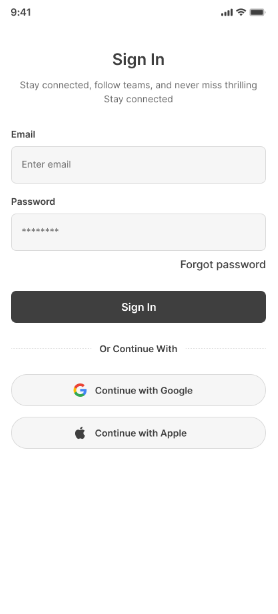 9:41
Sign In
Stay connected, follow teams, and never miss thrilling
Stay connected
Email
Enter email
Password
********
Forgot password
Sign In
Or Continue With
Continue with Google
Continue with Apple